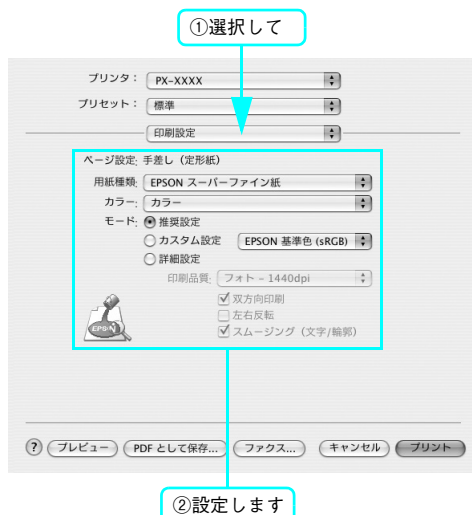 ①選択して
プリンタ： PX-XXXX
プリセット： 標準
印刷設定
ページ設定: 手差し（定形紙）
用紙種類: EPSON スーパーファイン紙
カラー: カラー
モード: 推奨設定
カスタム設定 EPSON 基準色 (sRGB)
詳細設定
印刷品質: フォト – 1440dpi
双方向印刷
左右反転
スムージング（文字/輪郭）
EPSON
? プレビュー PDF として保存... ファクス... キャンセル プリント
②設定します